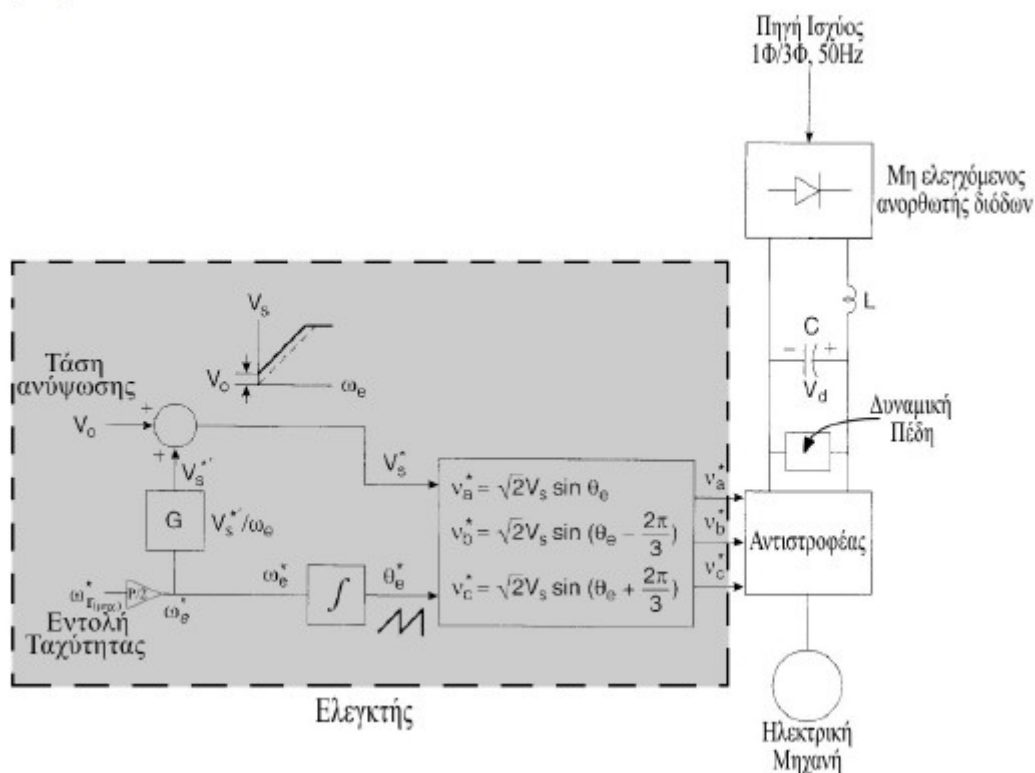 Πηγή Ισχύος
1Φ/3Φ, 50Hz
Μη ελεγχόμενος
ανορθωτής διόδων
L
C
− +
V_d
Δυναμική
Πέδη
V_s
V_o
ω_e
Τάση
ανύψωσης
V_o
+
+
V_s^*
V_s^*'
G
V_s^*'/ω_e
v_a^* = √2V_s sin θ_e
v_b^* = √2V_s sin (θ_e − 2π/3)
v_c^* = √2V_s sin (θ_e + 2π/3)
v_a^*
v_b^*
v_c^*
Αντιστροφέας
P/2
ω_e^*
ω_e^*
∫
θ_e^*
Εντολή
Ταχύτητας
Ελεγκτής
Ηλεκτρική
Μηχανή